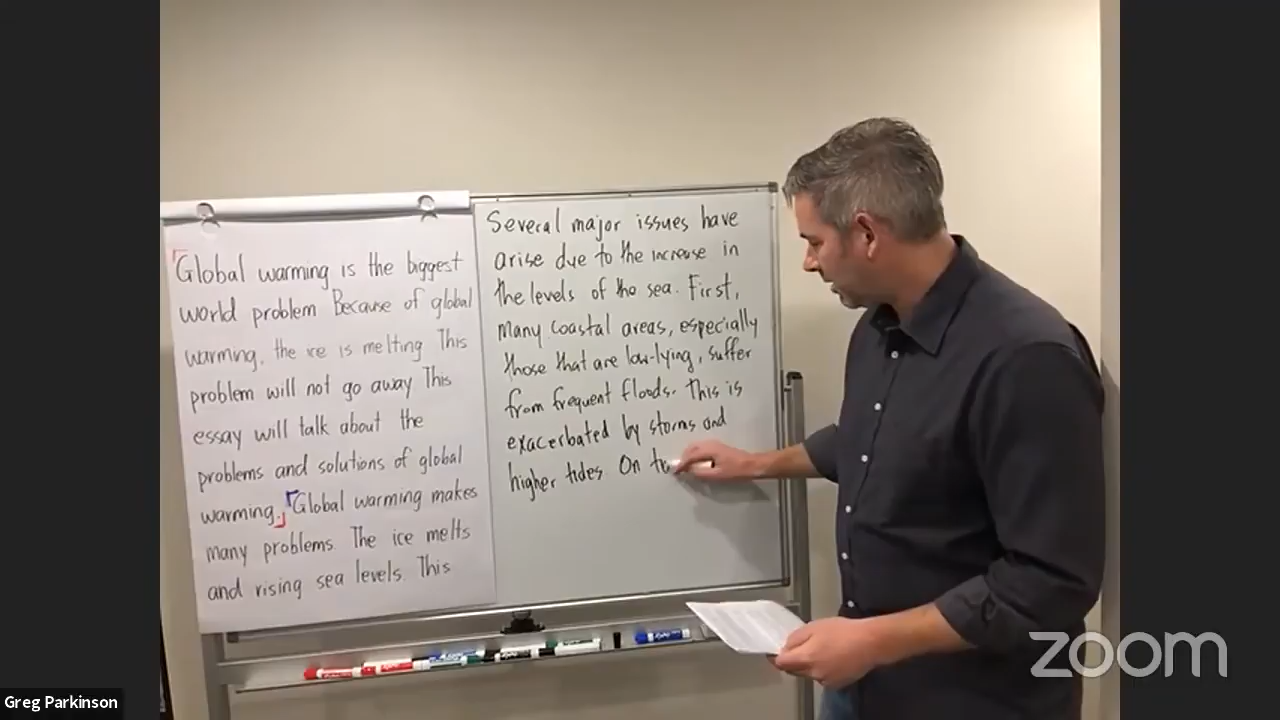 Global warming is the biggest
world problem Because of global
warming, the ice is melting This
problem will not go away This
essay will talk about the
problems and solutions of global
warming. Global warming makes
many problems. The ice melts
and rising sea levels. This
Several major issues have
arise due to the increase in
the levels of the sea. First,
many coastal areas, especially
those that are low-lying, suffer
from frequent floods. This is
exacerbated by storms and
higher tides. On
Greg Parkinson
zoom